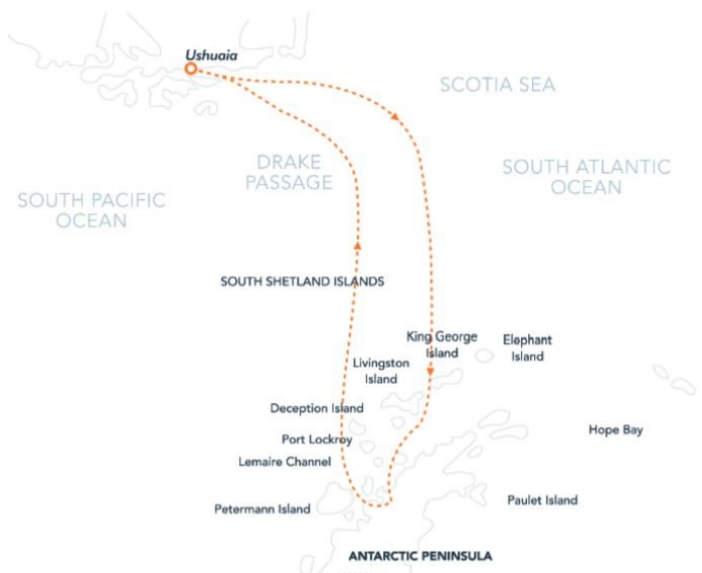 Ushuaia
SCOTIA SEA
DRAKE
PASSAGE
SOUTH ATLANTIC
OCEAN
SOUTH PACIFIC
OCEAN
SOUTH SHETLAND ISLANDS
King George
Island
Elephant
Island
Livingston
Island
Deception Island
Port Lockroy
Hope Bay
Lemaire Channel
Petermann Island
Paulet Island
ANTARCTIC PENINSULA